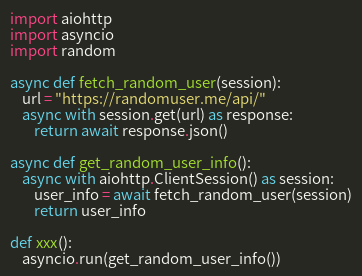 import aiohttp
import asyncio
import random

async def fetch_random_user(session):
    url = "https://randomuser.me/api/"
    async with session.get(url) as response:
        return await response.json()

async def get_random_user_info():
    async with aiohttp.ClientSession() as session:
        user_info = await fetch_random_user(session)
        return user_info

def xxx():
    asyncio.run(get_random_user_info())